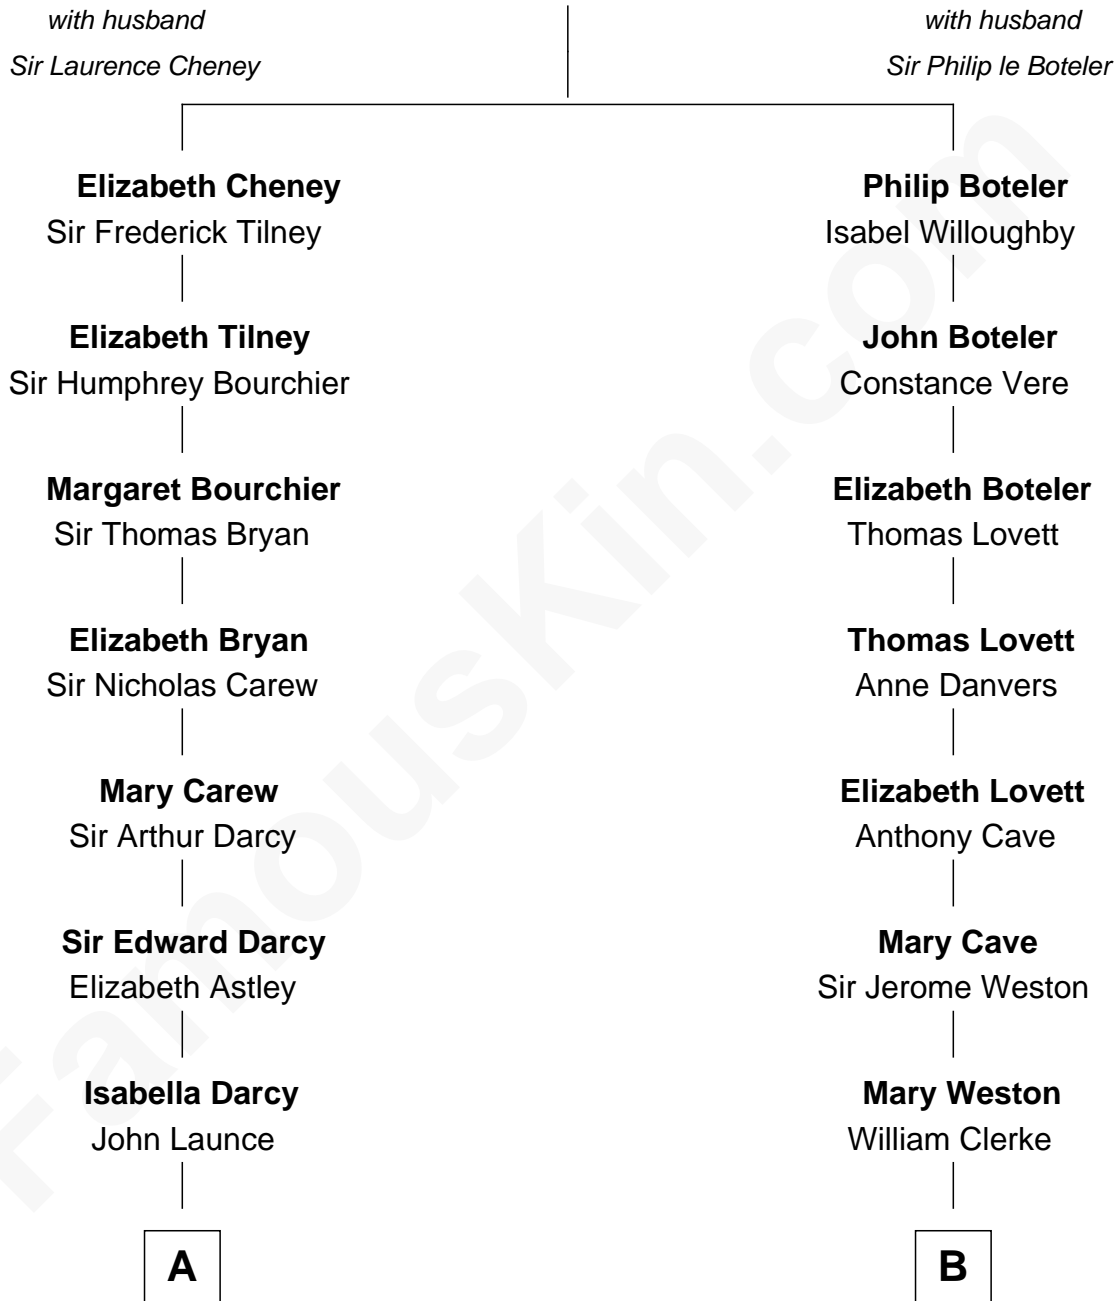 with husband
Sir Laurence Cheney
with husband
Sir Philip le Boteler
Elizabeth Cheney
Sir Frederick Tilney
Philip Boteler
Isabel Willoughby
Elizabeth Tilney
Sir Humphrey Bourchier
John Boteler
Constance Vere
Margaret Bourchier
Sir Thomas Bryan
Elizabeth Boteler
Thomas Lovett
Elizabeth Bryan
Sir Nicholas Carew
Thomas Lovett
Anne Danvers
Mary Carew
Sir Arthur Darcy
Elizabeth Lovett
Anthony Cave
Sir Edward Darcy
Elizabeth Astley
Mary Cave
Sir Jerome Weston
Isabella Darcy
John Launce
Mary Weston
William Clerke
A
B
FamousKin.com